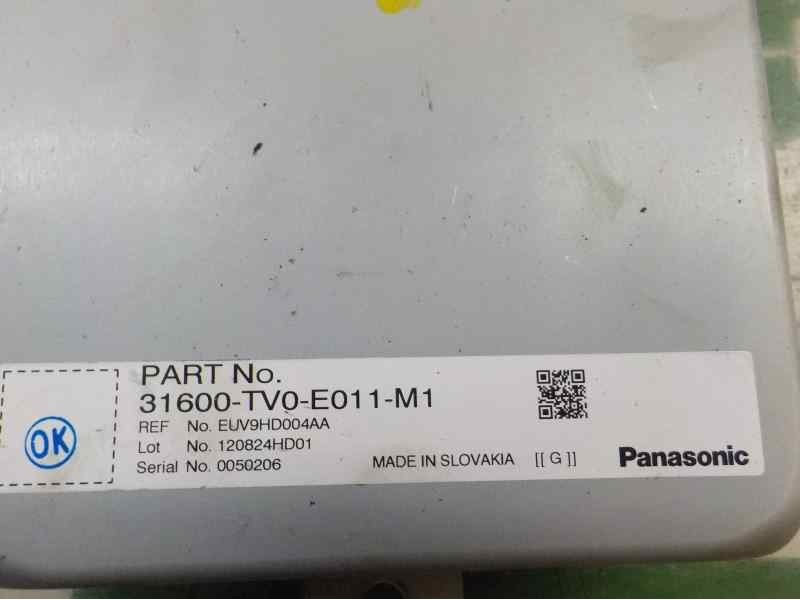 PART No.
31600-TV0-E011-M1
REF No. EUV9HD004AA
Lot No. 120824HD01
Serial No. 0050206 MADE IN SLOVAKIA [[ G ]] Panasonic
OK